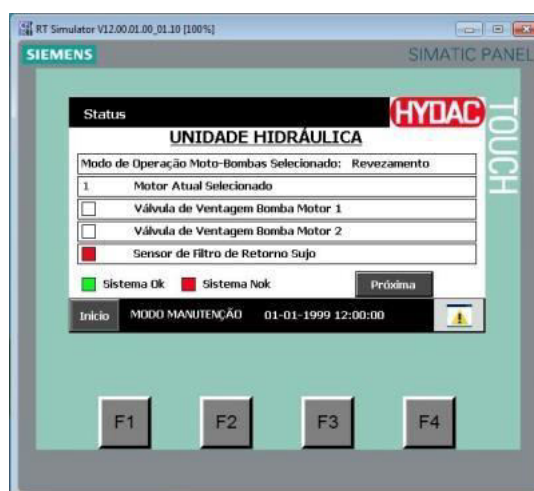 RT Simulator V12.00.01.00_01.10 [100%]
SIEMENS
SIMATIC PANEL
TOUCH
Status
HYDAC
UNIDADE HIDRÁULICA
Modo de Operação Moto-Bombas Selecionado: Revezamento
1 Motor Atual Selecionado
Válvula de Ventagem Bomba Motor 1
Válvula de Ventagem Bomba Motor 2
Sensor de Filtro de Retorno Sujo
Sistema Ok Sistema Nok Próxima
Inicio MODO MANUTENÇÃO 01-01-1999 12:00:00
F1 F2 F3 F4